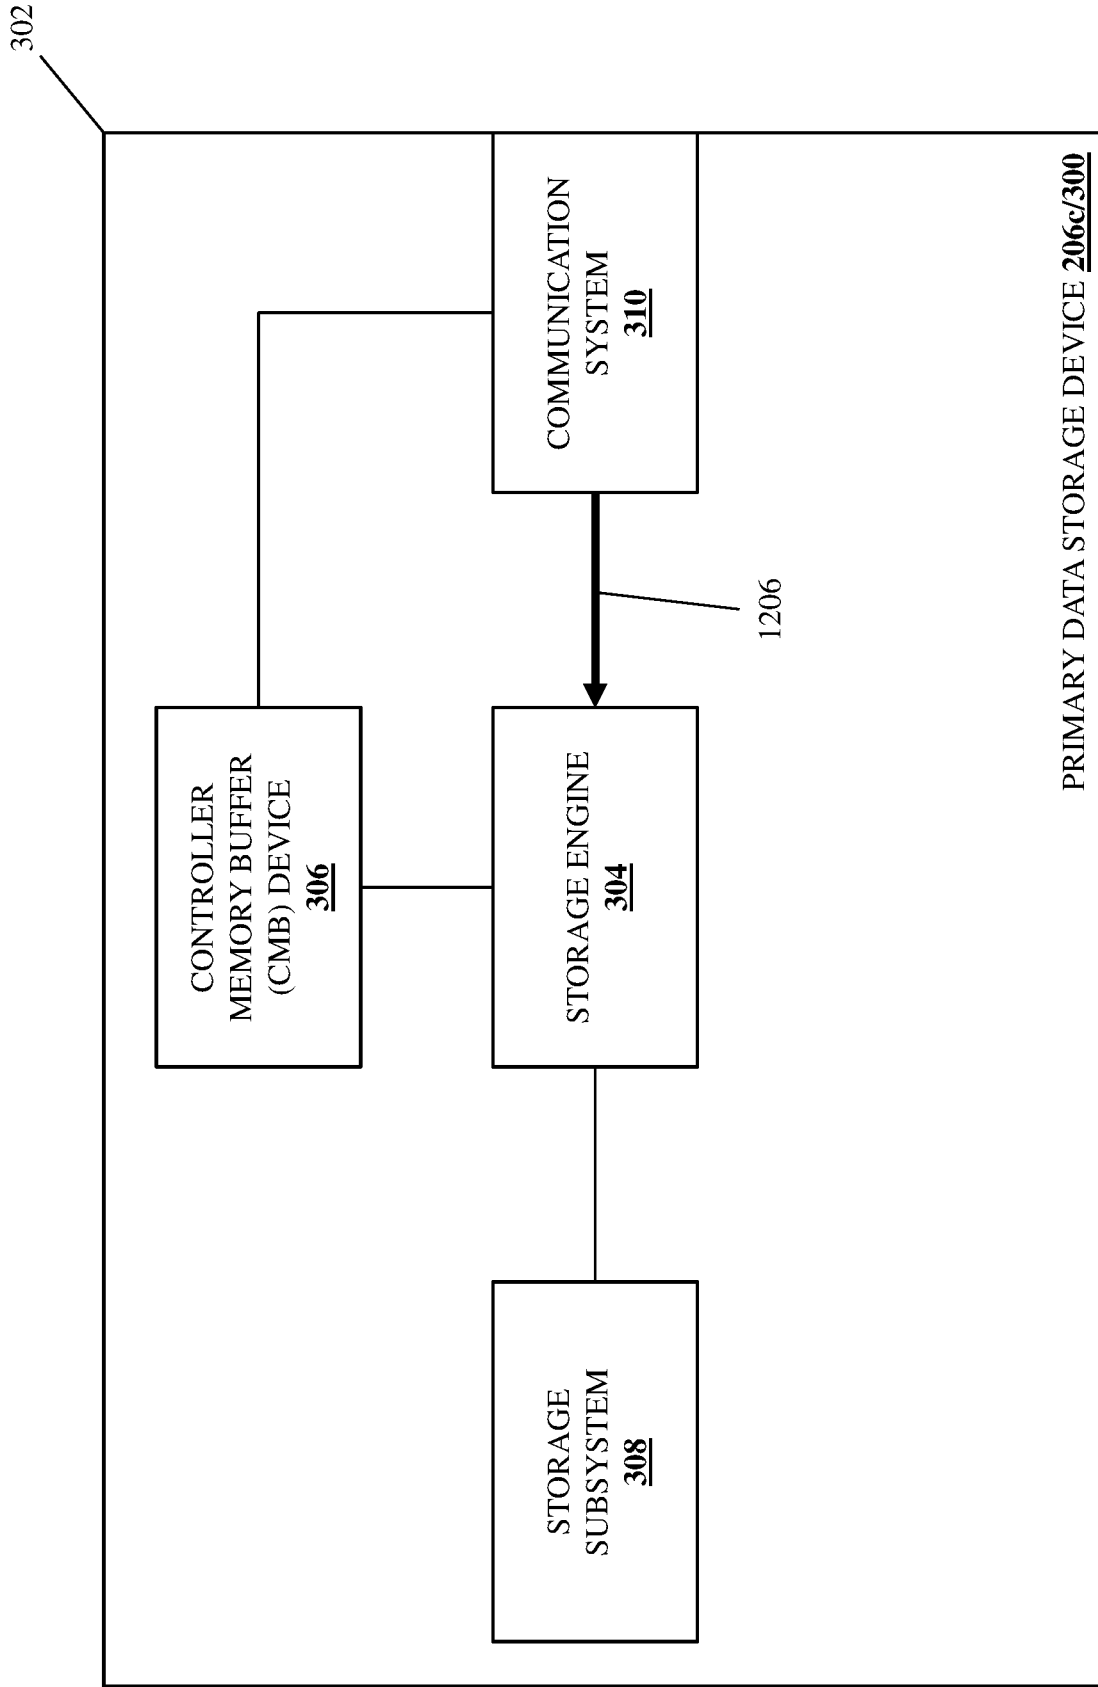 302
CONTROLLER
MEMORY BUFFER
(CMB) DEVICE
306
COMMUNICATION
SYSTEM
310
STORAGE ENGINE
304
STORAGE
SUBSYSTEM
308
1206
PRIMARY DATA STORAGE DEVICE 206c/300